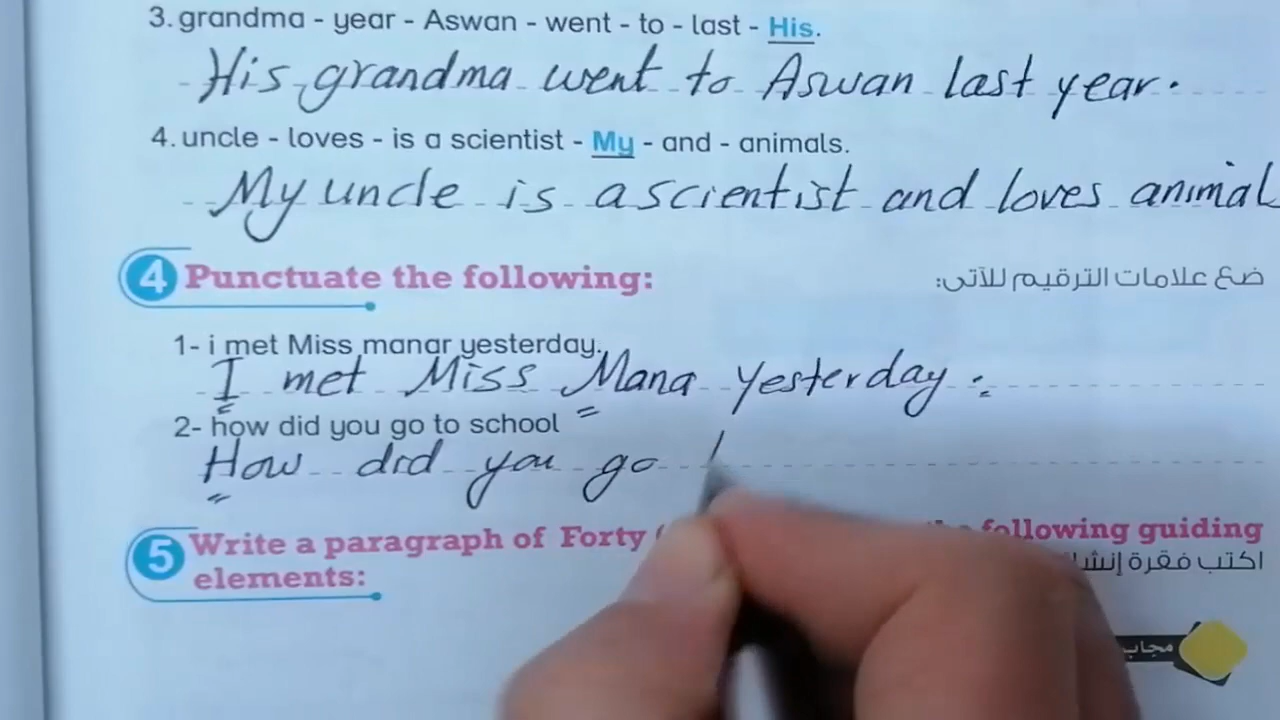 3. grandma - year - Aswan - went - to - last - His.
His grandma went to Aswan last year.
4. uncle - loves - is a scientist - My - and - animals.
My uncle is a scientist and loves animal
4 Punctuate the following:
ضع علامات الترقيم للآتى:
1- i met Miss manar yesterday.
I met Miss Mana yesterday.
2- how did you go to school
How did you go
5 Write a paragraph of Forty following guiding
elements:
اكتب فقرة
مجاب